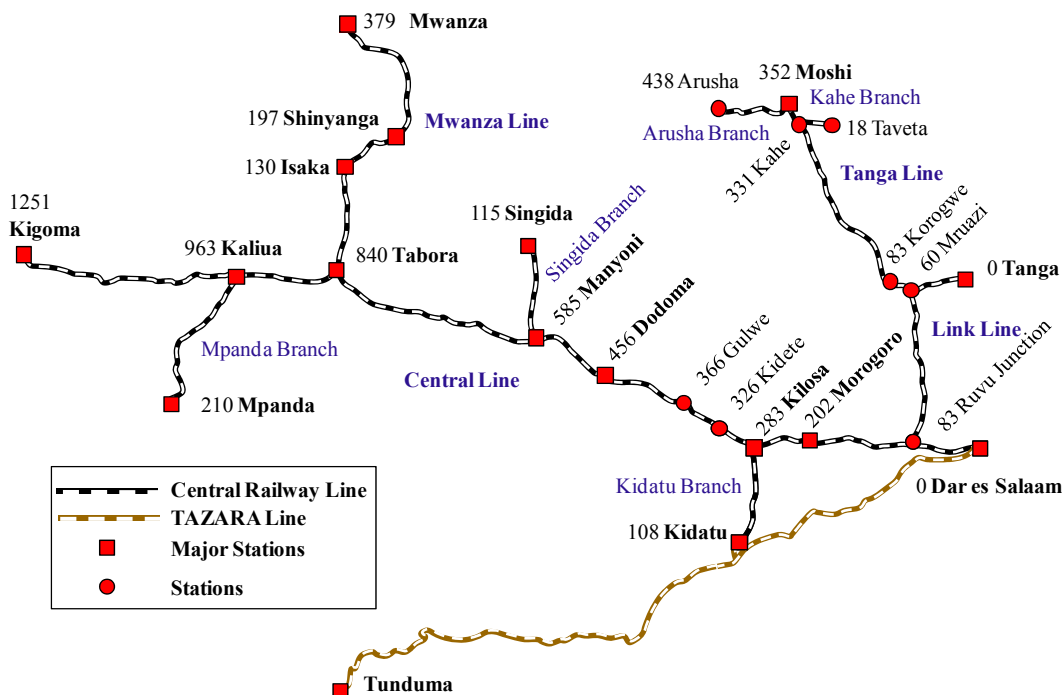 379 Mwanza
352 Moshi
438 Arusha
Kahe Branch
197 Shinyanga
Mwanza Line
Arusha Branch
18 Taveta
130 Isaka
331 Kahe
Tanga Line
1251
Kigoma
115 Singida
Singida Branch
83 Korogwe
60 Mruazi
963 Kaliua
840 Tabora
585 Manyoni
0 Tanga
456 Dodoma
Link Line
Mpanda Branch
Central Line
366 Gulwe
326 Kidete
283 Kilosa
202 Morogoro
83 Ruvu Junction
210 Mpanda
Kidatu Branch
0 Dar es Salaam
108 Kidatu
Central Railway Line
TAZARA Line
Major Stations
Stations
Tunduma